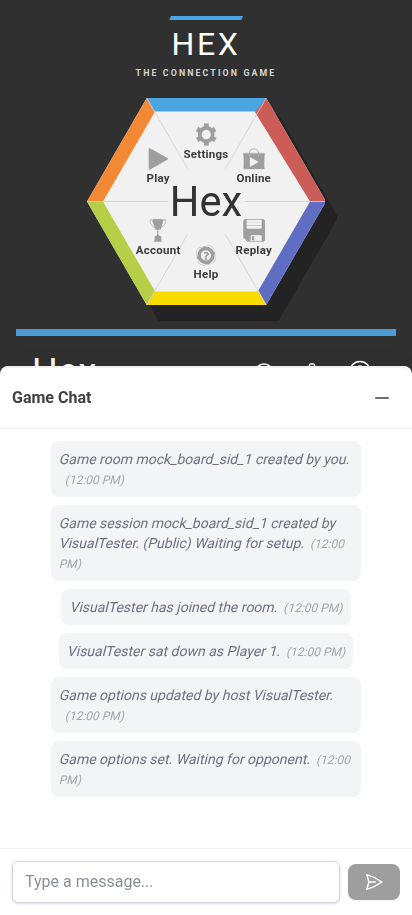 HEX
THE CONNECTION GAME
Settings
Play
Online
Hex
Account
Replay
Help
Hex
Game Chat
Game room mock_board_sid_1 created by you.
(12:00 PM)
Game session mock_board_sid_1 created by
VisualTester. (Public) Waiting for setup. (12:00
PM)
VisualTester has joined the room. (12:00 PM)
VisualTester sat down as Player 1. (12:00 PM)
Game options updated by host VisualTester.
(12:00 PM)
Game options set. Waiting for opponent. (12:00
PM)
Type a message...